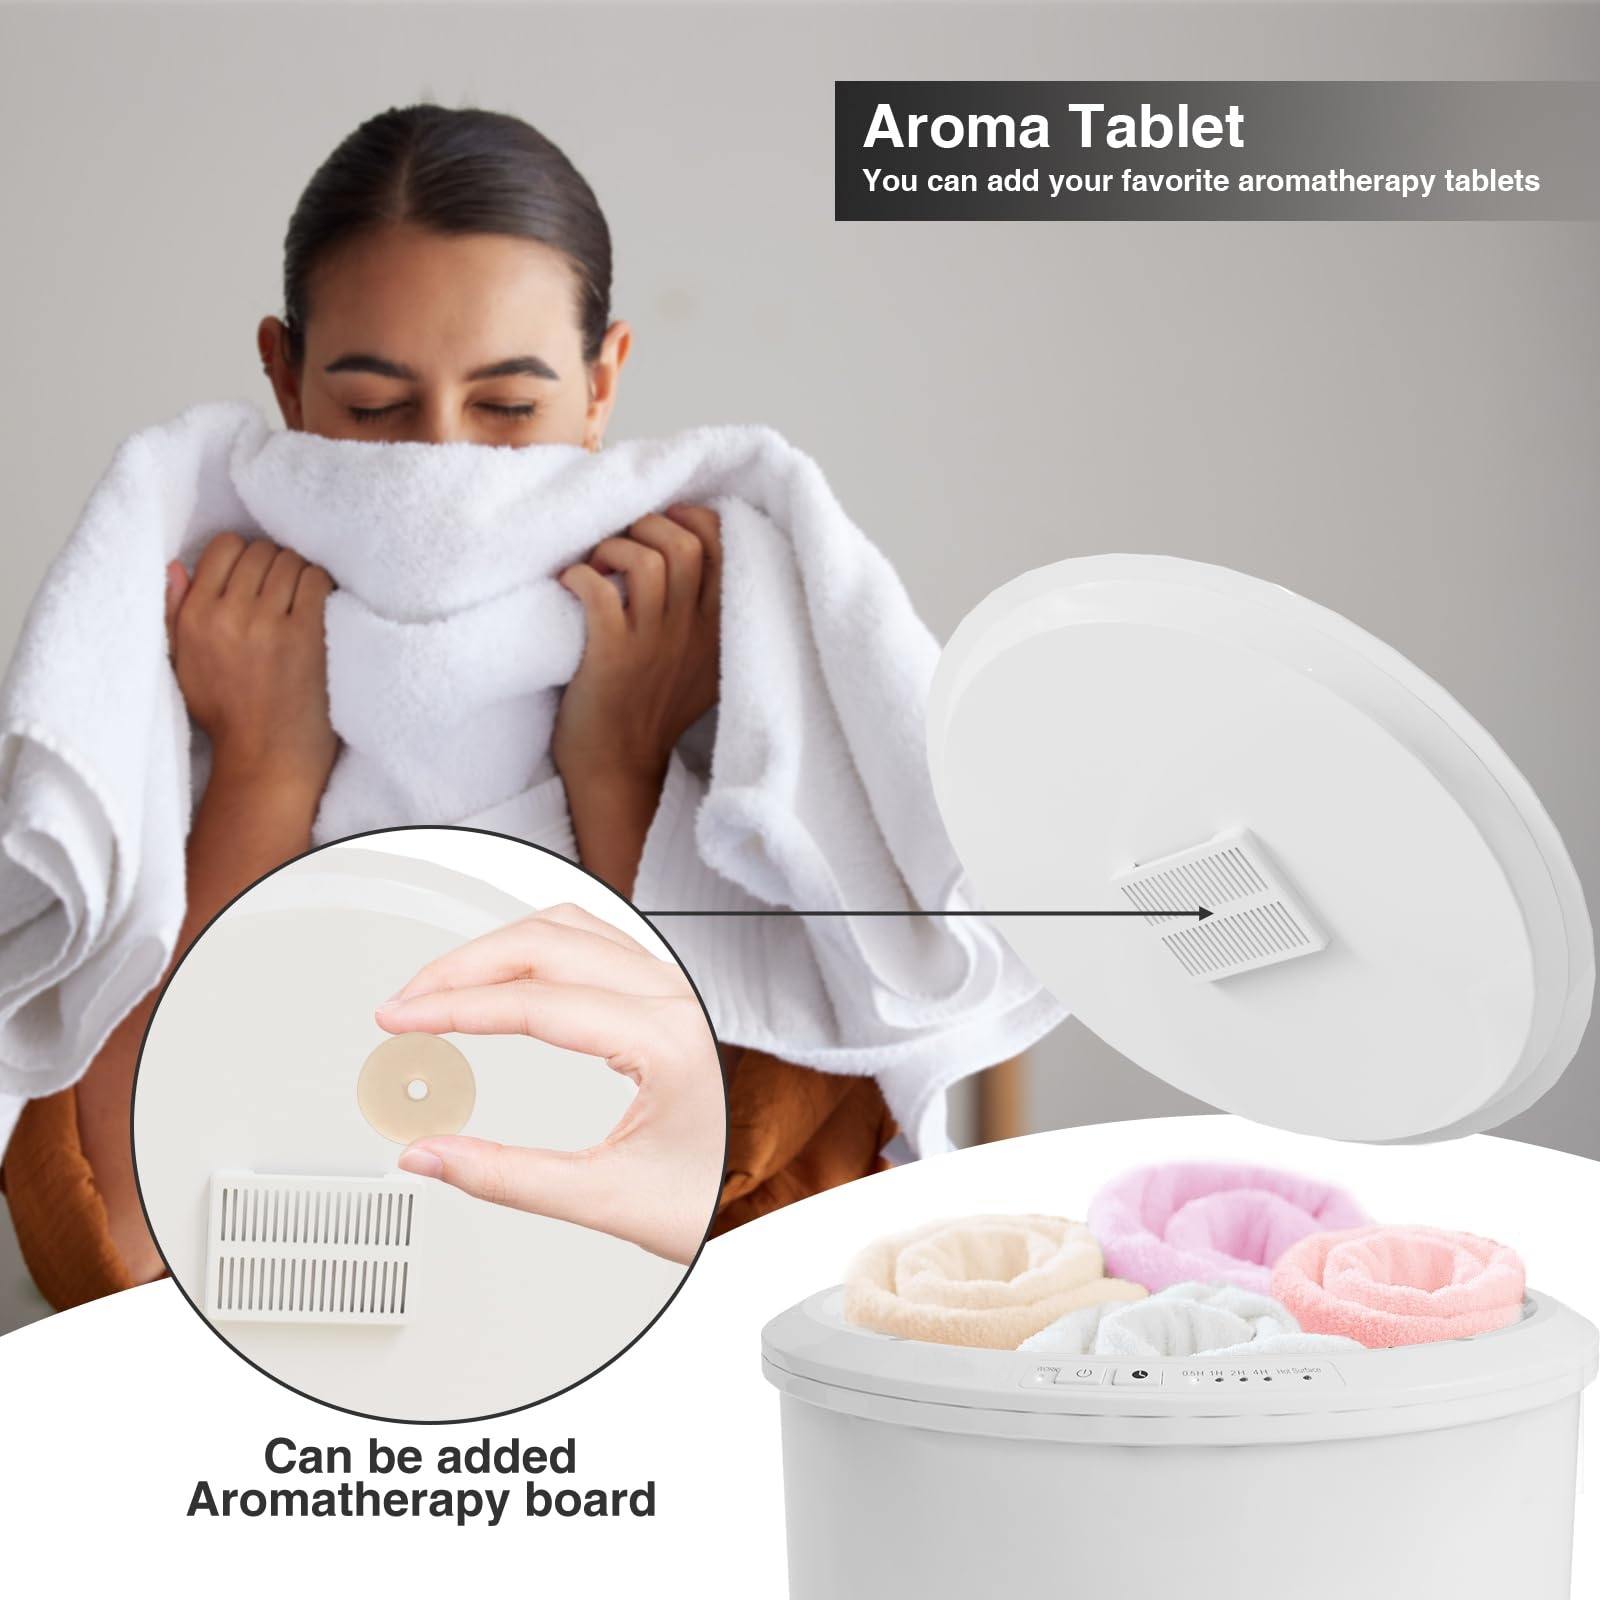 Aroma Tablet
You can add your favorite aromatherapy tablets
WORK 0.5H 1H 2H 4H Hot Surface
Can be added
Aromatherapy board